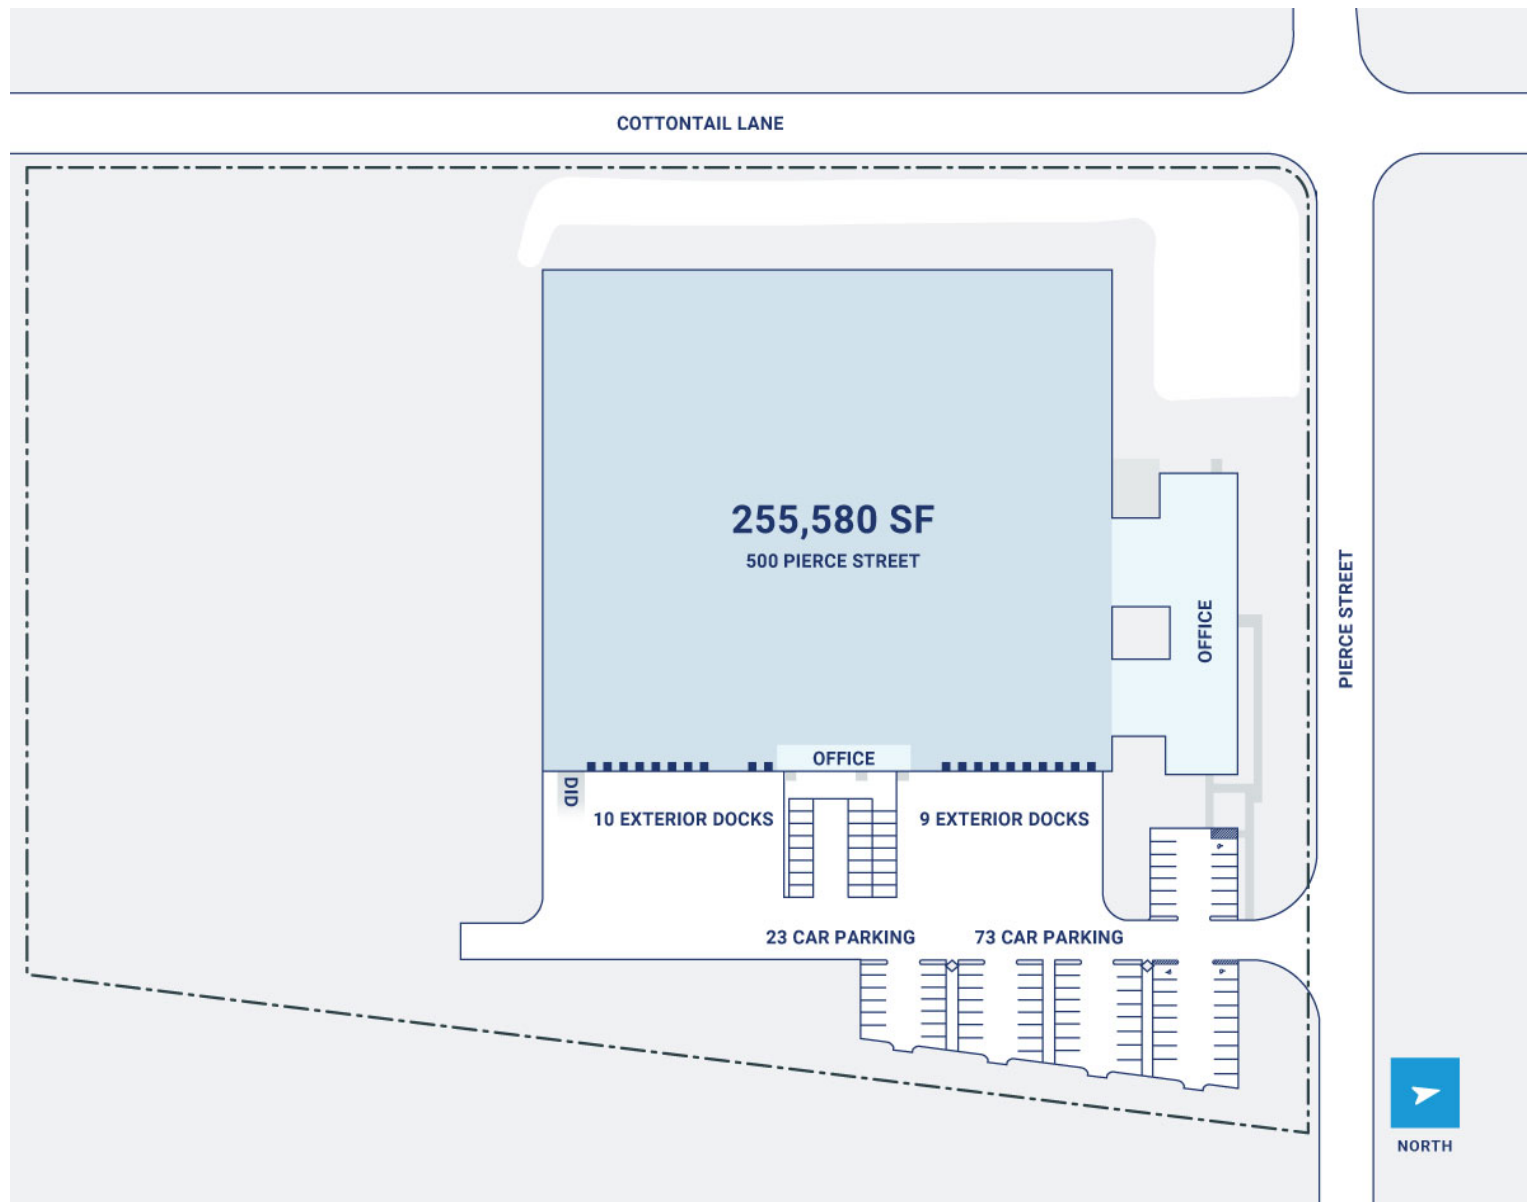 COTTONTAIL LANE
255,580 SF
500 PIERCE STREET
OFFICE
PIERCE STREET
OFFICE
DID
10 EXTERIOR DOCKS
9 EXTERIOR DOCKS
23 CAR PARKING
73 CAR PARKING
NORTH